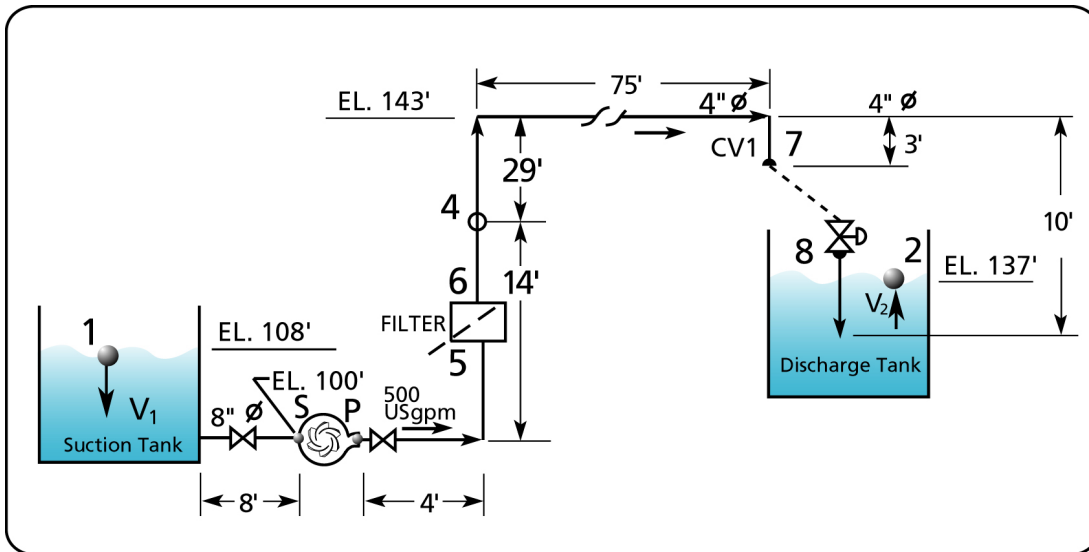 75'
EL. 143'
4" Ø
4" Ø
CV1
7
3'
29'
4
10'
8
2
6
14'
EL. 137'
FILTER
V2
1
EL. 108'
5
Discharge Tank
EL. 100'
V1
8" Ø
S
P
500
USgpm
Suction Tank
8'
4'